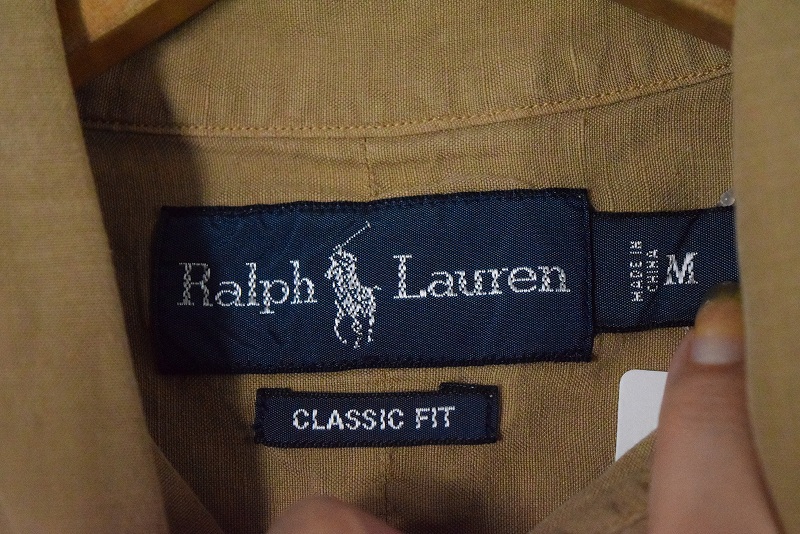 Ralph Lauren
MADE IN
CHINA
M
CLASSIC FIT